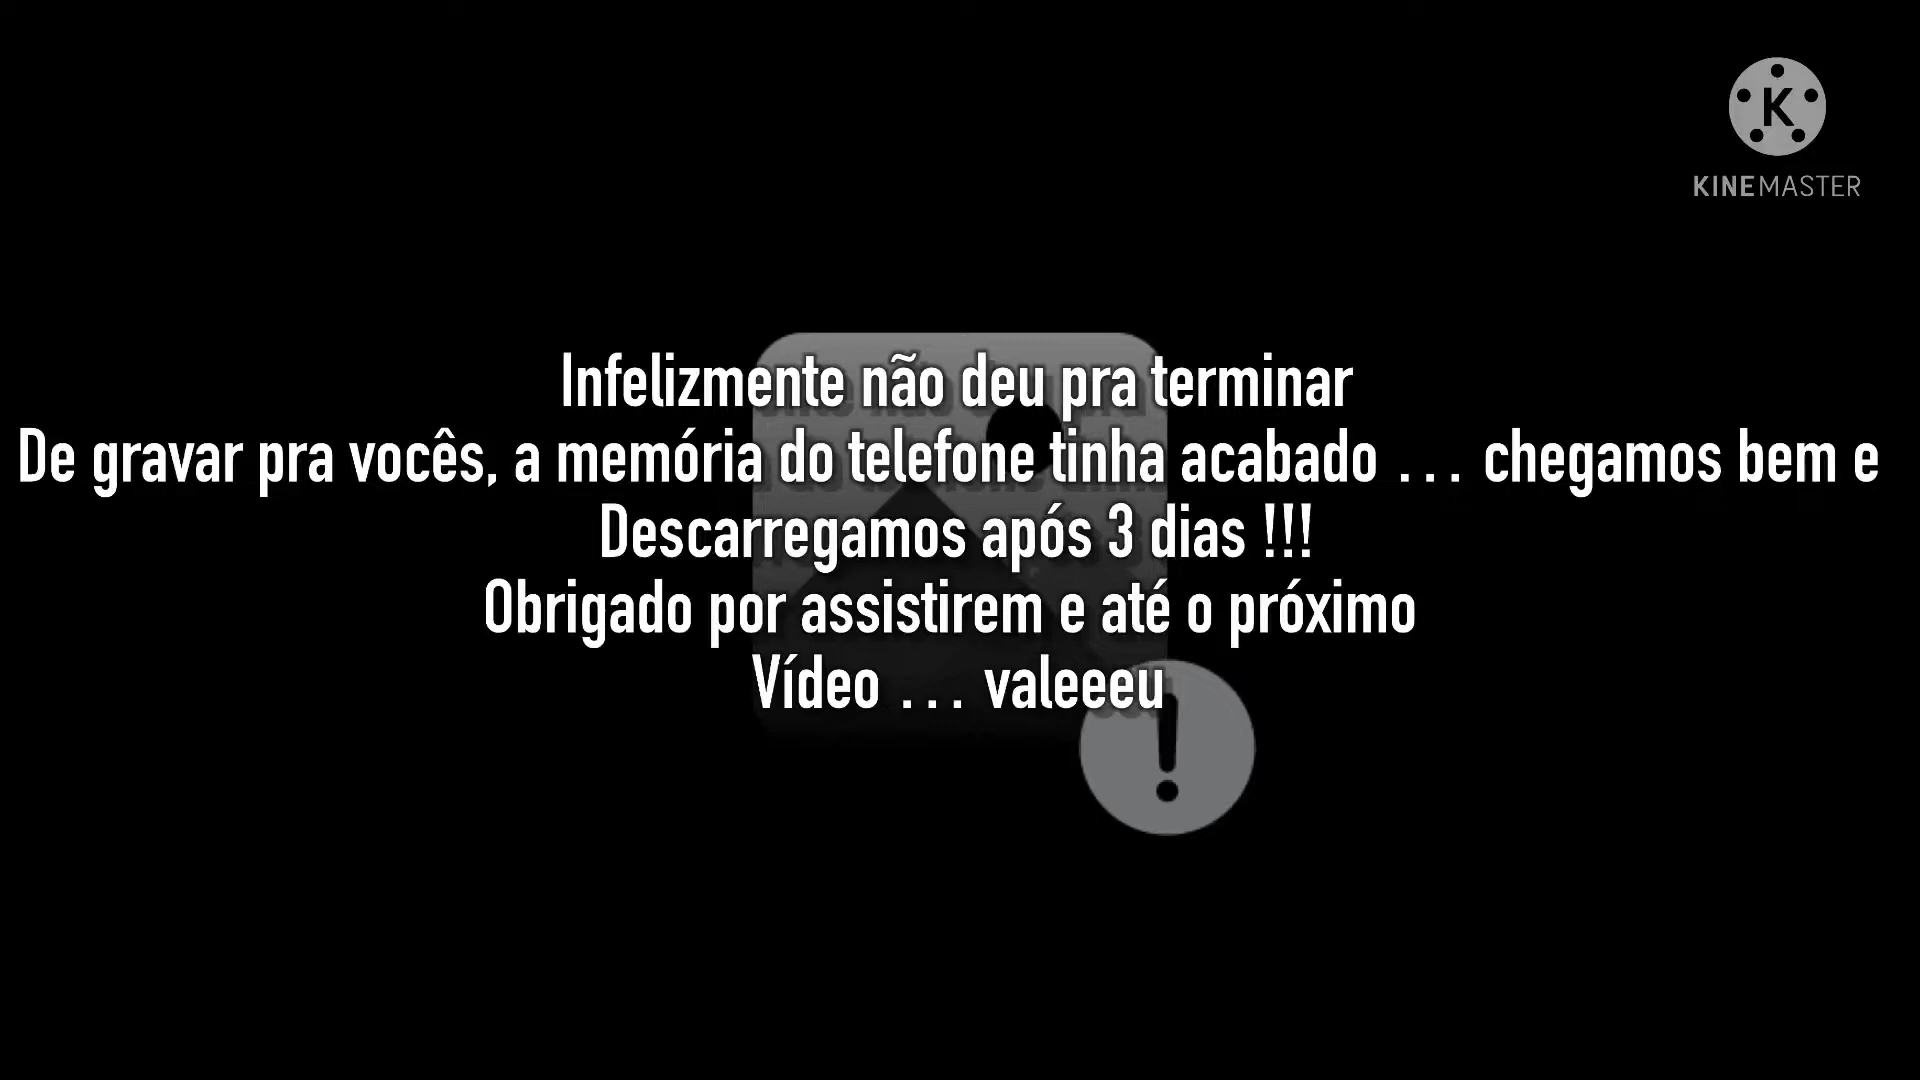 K
KINEMASTER
Infelizmente não deu pra terminar
De gravar pra vocês, a memória do telefone tinha acabado ... chegamos bem e
Descarregamos após 3 dias !!!
Obrigado por assistirem e até o próximo
Vídeo ... valeeeu
!